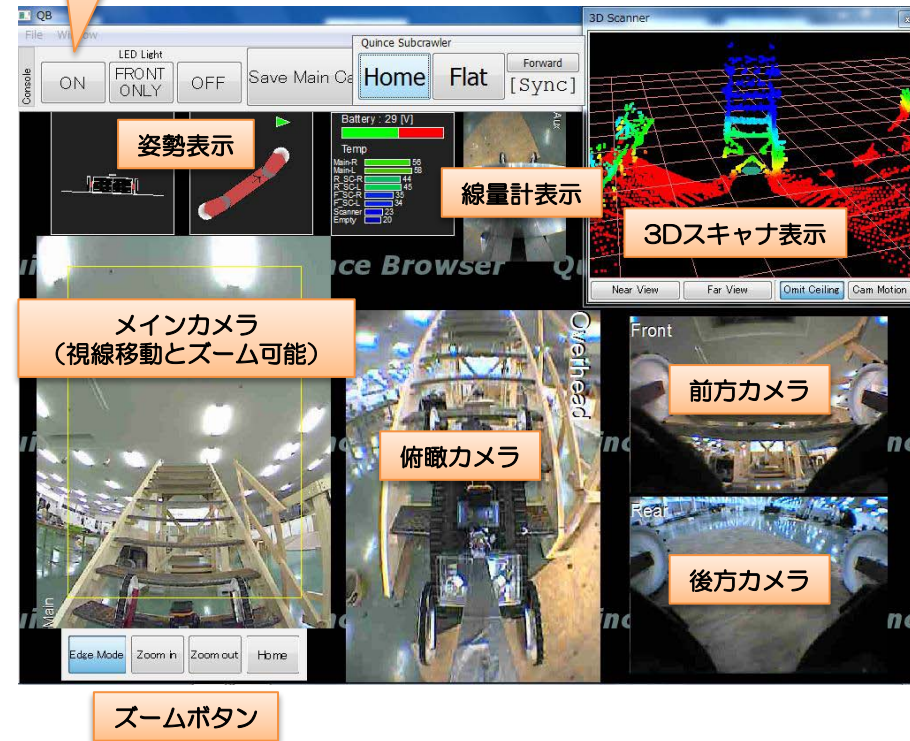 QB
3D Scanner
File
LED Light
Console
ON
FRONT
ONLY
OFF
Save Main Ca
Quince Subcrawler
Home
Flat
Forward
[Sync]
姿勢表示
Battery : 29 [V]
Temp
Main-R 56
Main-L 58
R_SC-R 44
R_SC-L 45
F_SC-R 35
F_SC-L 34
Scanner 23
Empty 20
Aux
線量計表示
3Dスキャナ表示
Near View
Far View
Omit Ceiling
Cam Motion
nce Browser
Qu
メインカメラ
(視線移動とズーム可能)
Main
Overhead
俯瞰カメラ
Front
前方カメラ
Rear
後方カメラ
Edge Mode
Zoom in
Zoom out
Home
ズームボタン